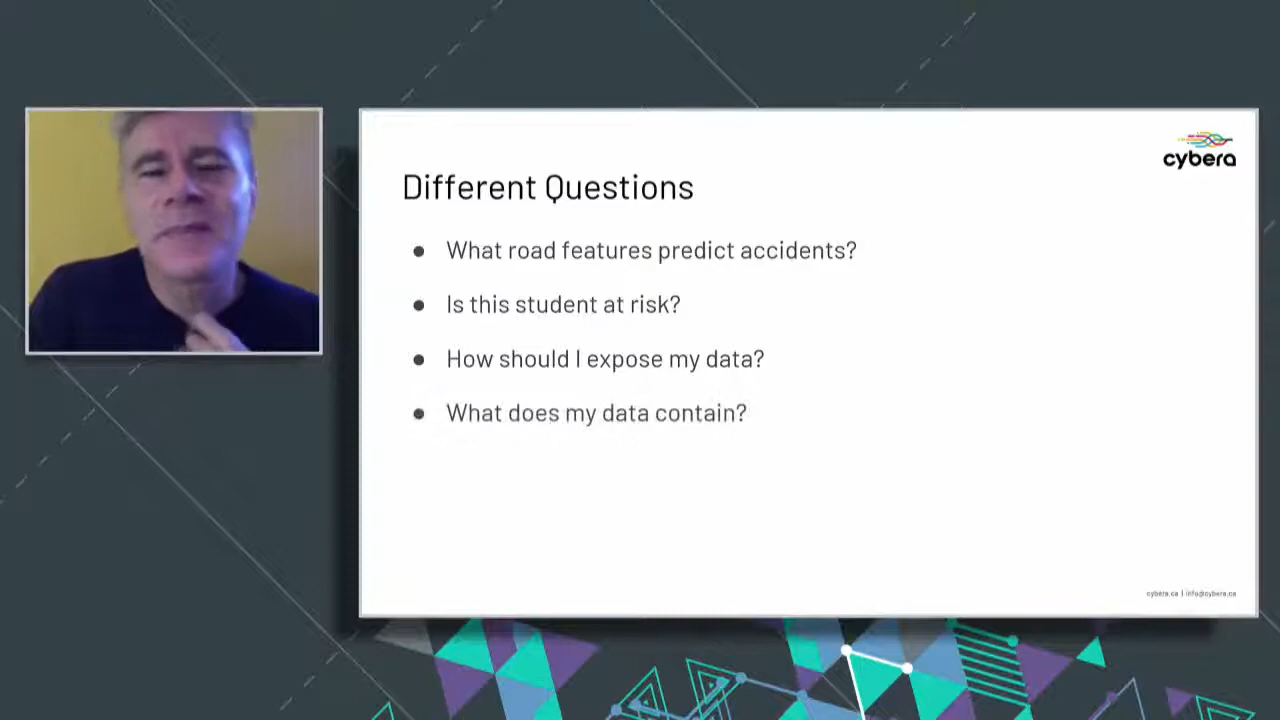 cybera
Different Questions
● What road features predict accidents?
● Is this student at risk?
● How should I expose my data?
● What does my data contain?
cybera.ca | info@cybera.ca